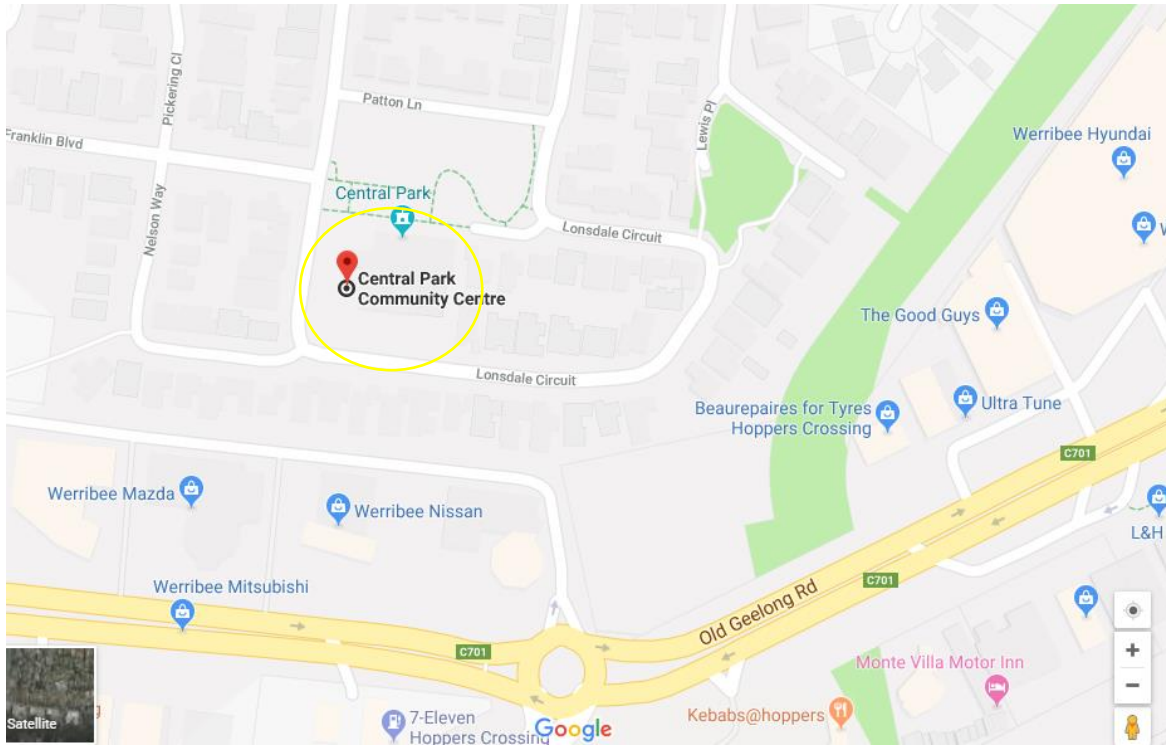 Pickering Cl
Patton Ln
Franklin Blvd
Lewis Pl
Werribee Hyundai
Central Park
Nelson Way
Lonsdale Circuit
W
Central Park
Community Centre
The Good Guys
Lonsdale Circuit
Ultra Tune
Beaurepaires for Tyres
Hoppers Crossing
C701
Werribee Mazda
Werribee Nissan
L&H
Werribee Mitsubishi
C701
Old Geelong Rd
C701
Monte Villa Motor Inn
Satellite
7-Eleven
Hoppers Crossing
Google
Kebabs@hoppers